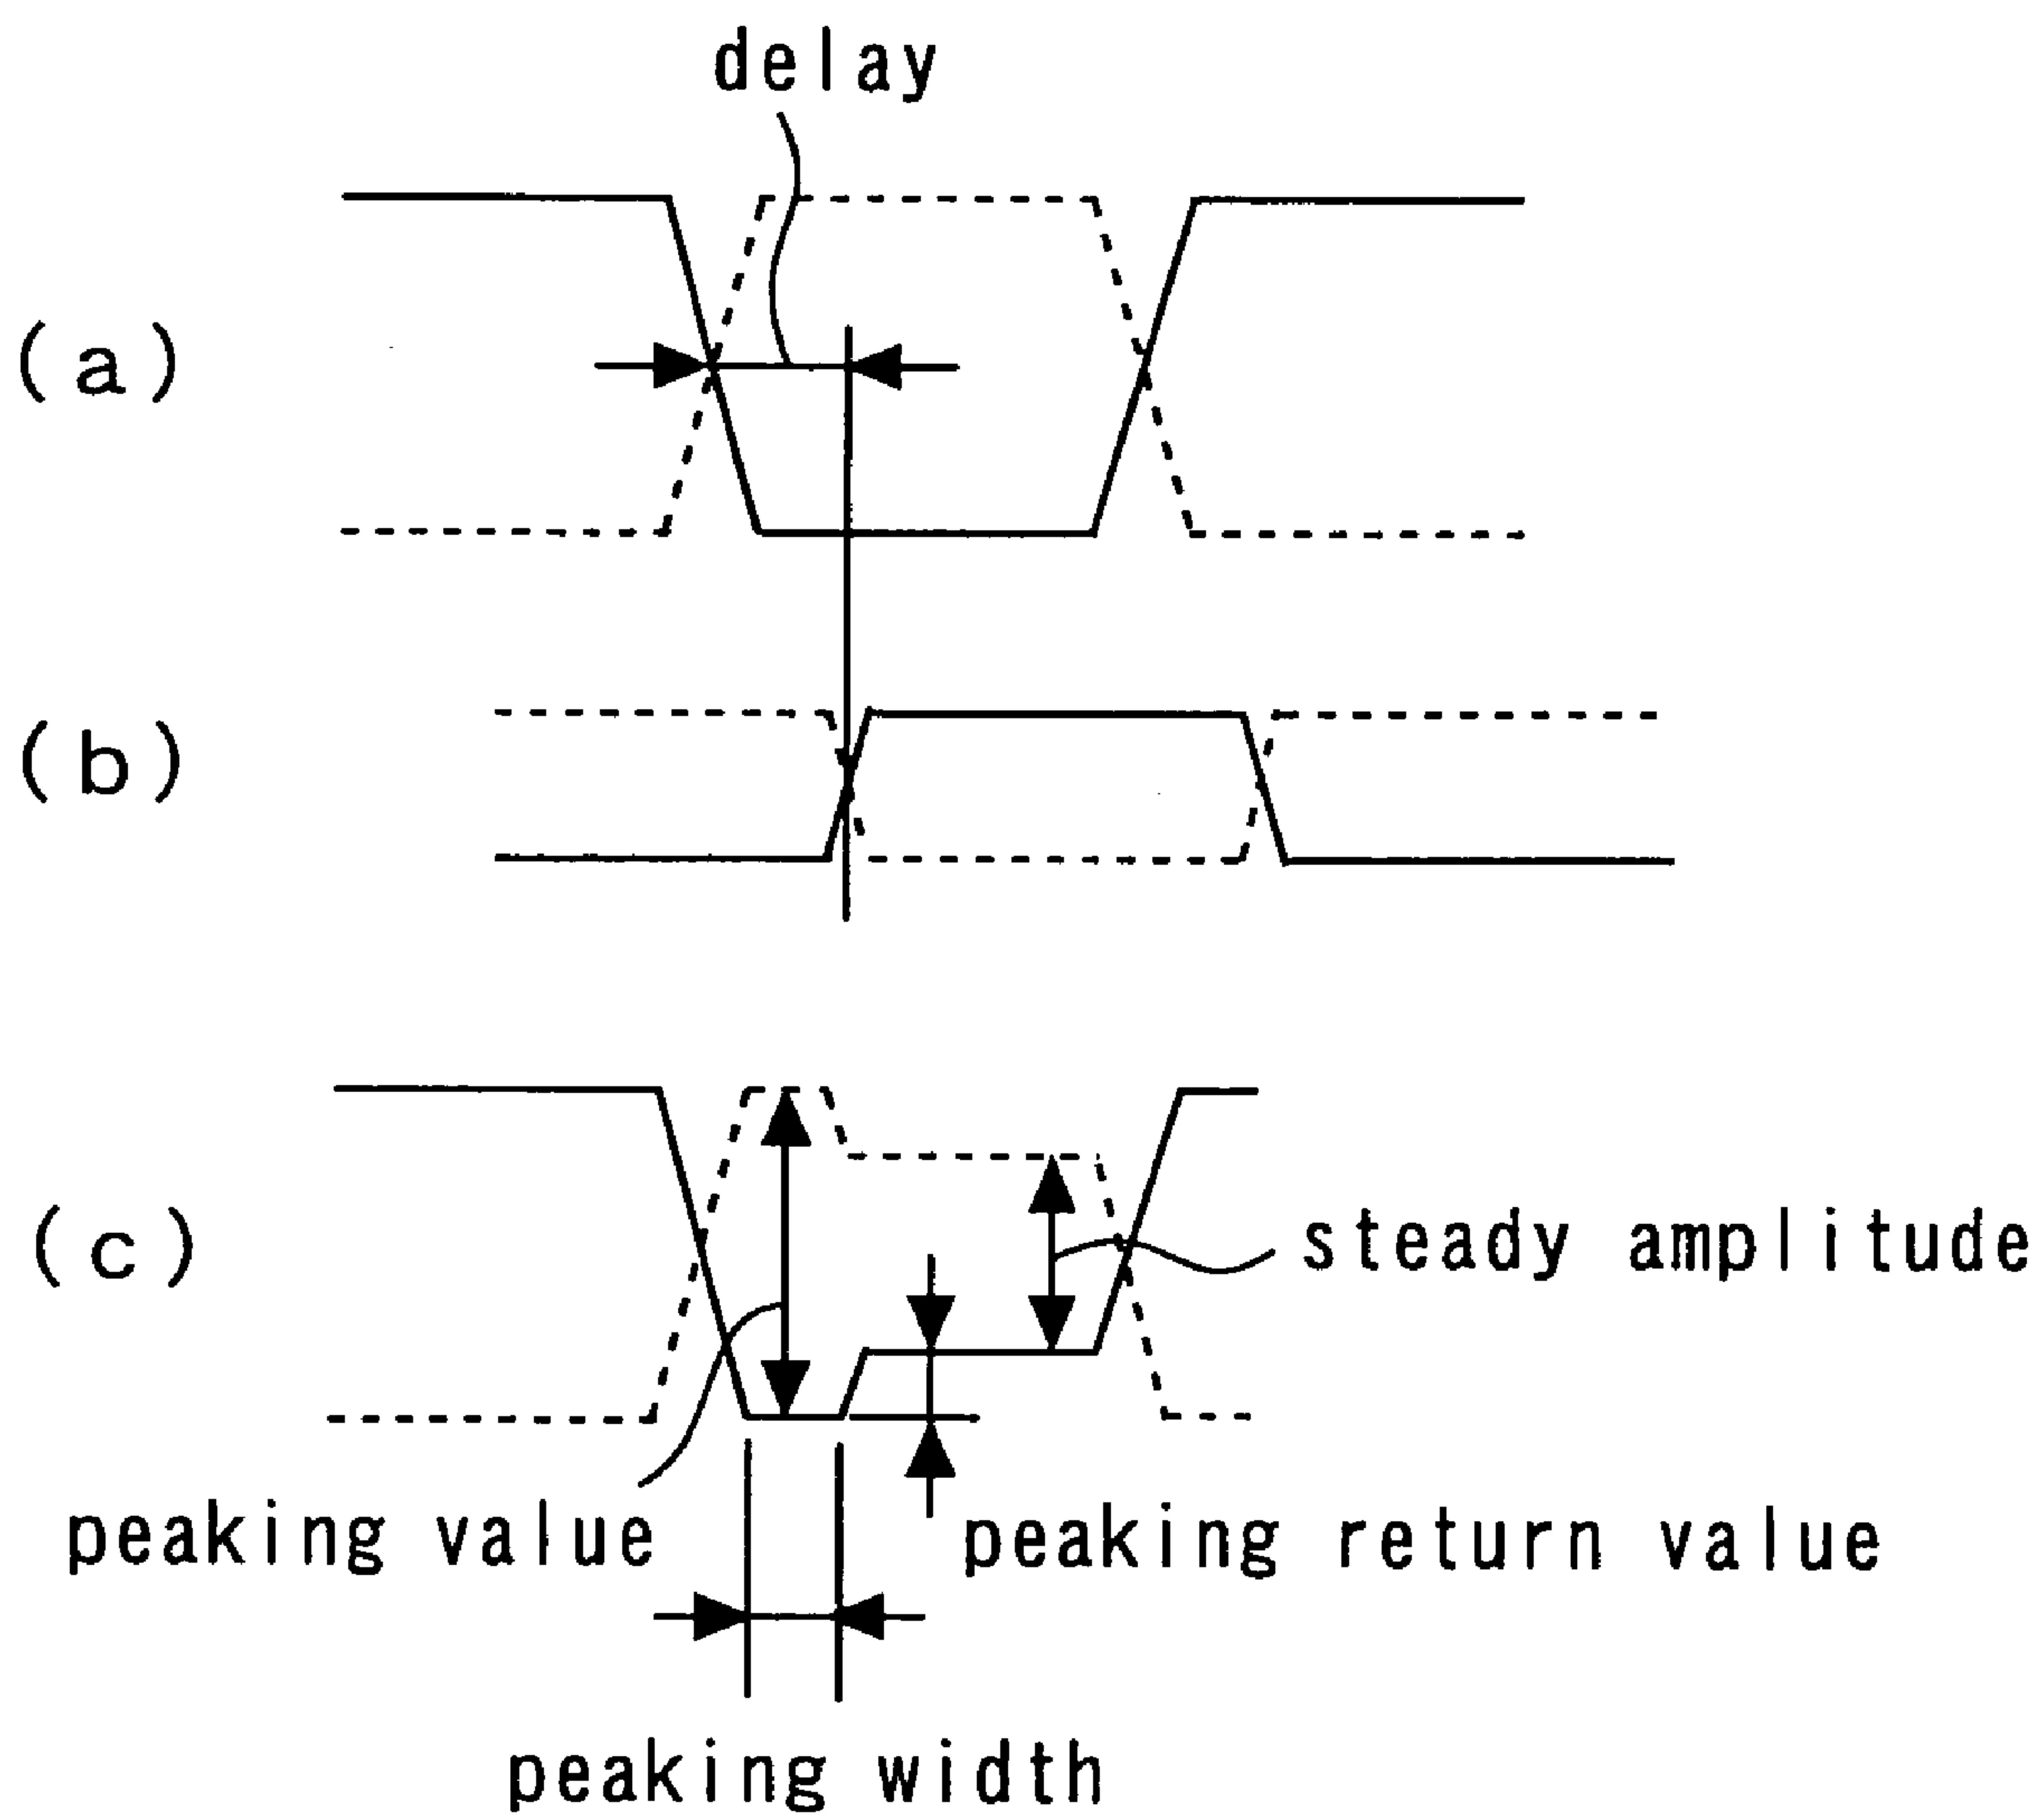 delay
(a)
(b)
(c)
steady amplitude
peaking value
peaking return value
peaking width